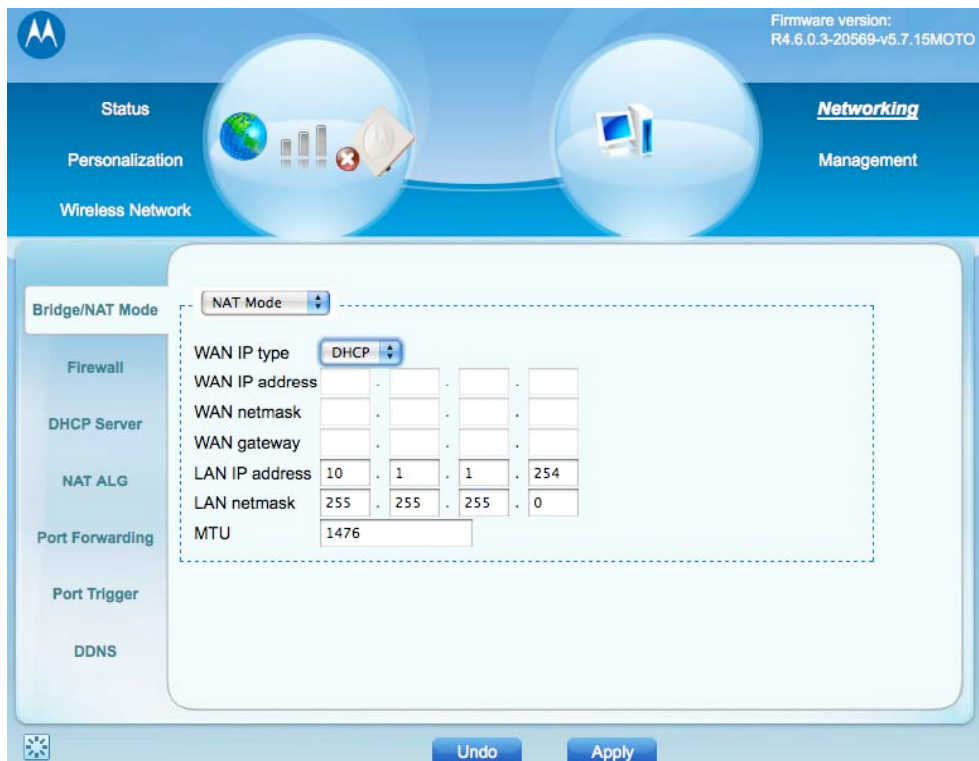 Firmware version:
R4.6.0.3-20569-v5.7.15MOTO
Status
Personalization
Wireless Network
Networking
Management
Bridge/NAT Mode
Firewall
DHCP Server
NAT ALG
Port Forwarding
Port Trigger
DDNS
NAT Mode
WAN IP type DHCP
WAN IP address . . .
WAN netmask . . .
WAN gateway . . .
LAN IP address 10 . 1 . 1 . 254
LAN netmask 255 . 255 . 255 . 0
MTU 1476
Undo Apply